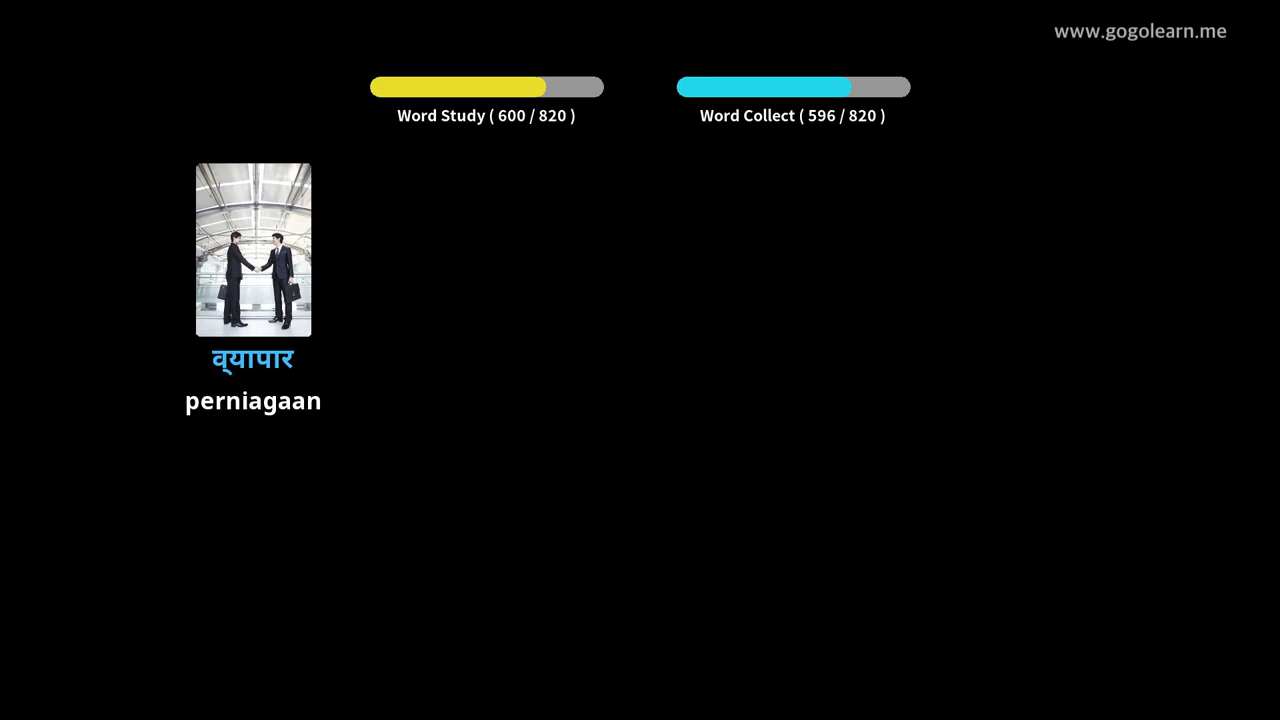 www.gogolearn.me
Word Study ( 600 / 820 )
Word Collect ( 596 / 820 )
व्यापार
perniagaan